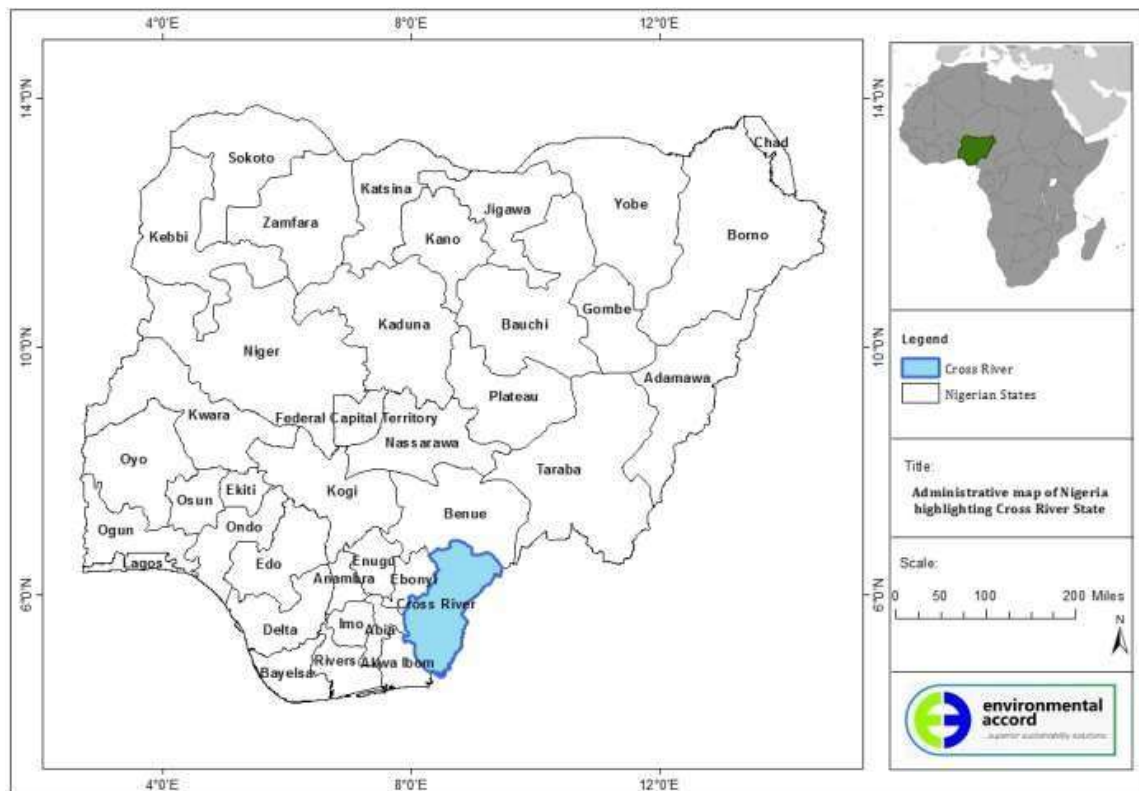 4°0'E 8°0'E 12°0'E
14°0'N 14°0'N
Chad
Sokoto
Katsina
Zamfara
Jigawa
Yobe
Kebbi
Kano
Borno
Gombe
Kaduna
Bauchi
Niger
10°0'N 10°0'N
Adamawa
Plateau
Kwara
Federal Capital Territory
Nassarawa
Oyo
Taraba
Ekiti
Kogi
Osun
Benue
Ogun
Ondo
Lagos
Edo
Enugu
Anambra
Ebonyi
6°0'N 6°0'N
Cross River
Delta
Imo
Abia
Rivers
Akwa Ibom
Bayelsa
4°0'E 8°0'E 12°0'E
Legend
Cross River
Nigerian States
Title:
Administrative map of Nigeria
highlighting Cross River State
Scale:
0 50 100 200 Miles
N
environmental
accord
...superior sustainability solutions